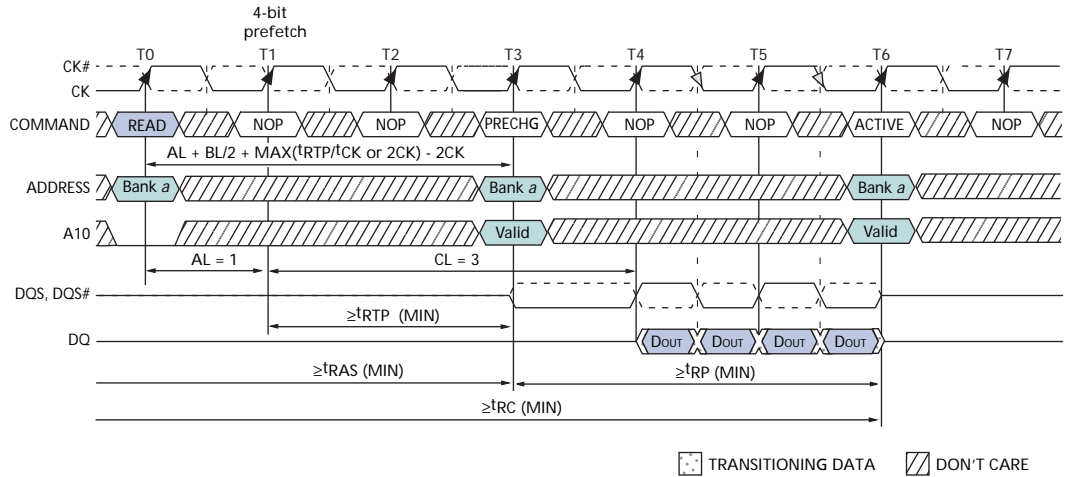 4-bit
prefetch
T0 T1 T2 T3 T4 T5 T6 T7
CK#
CK
COMMAND READ NOP NOP PRECHG NOP NOP ACTIVE NOP
AL + BL/2 + MAX(tRTP/tCK or 2CK) - 2CK
ADDRESS Bank a Bank a Bank a
A10 Valid Valid
AL = 1 CL = 3
DQS, DQS#
≥tRTP (MIN)
DQ DOUT DOUT DOUT DOUT
≥tRAS (MIN) ≥tRP (MIN)
≥tRC (MIN)
TRANSITIONING DATA DON'T CARE